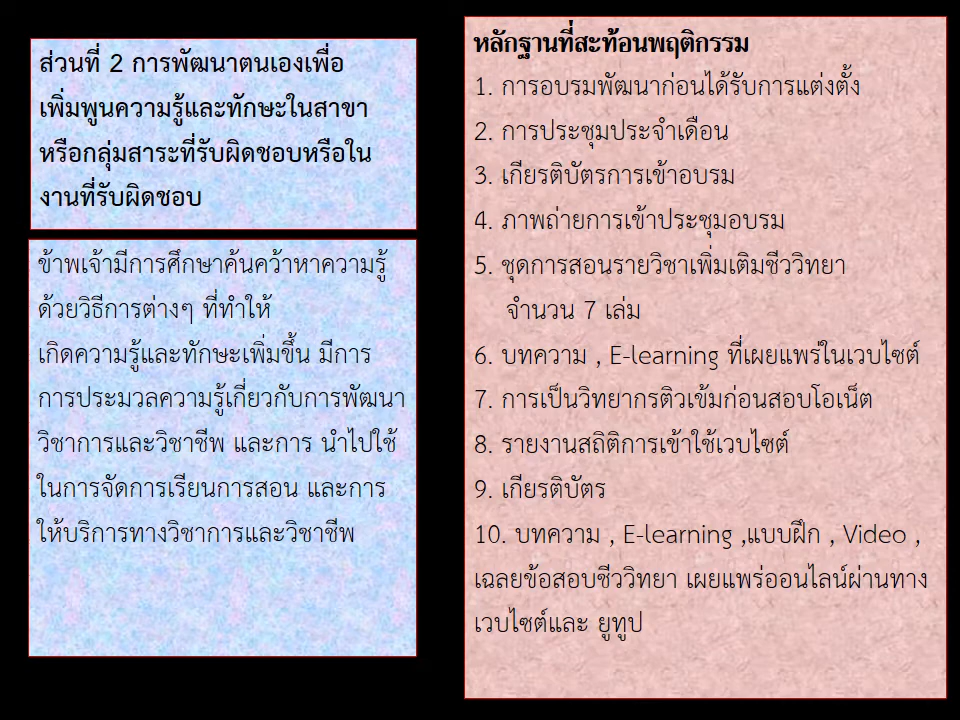 ส่วนที่ 2 การพัฒนาตนเองเพื่อ
เพิ่มพูนความรู้และทักษะในสาขา
หรือกลุ่มสาระที่รับผิดชอบหรือใน
งานที่รับผิดชอบ
ข้าพเจ้ามีการศึกษาค้นคว้าหาความรู้
ด้วยวิธีการต่างๆ ที่ทำให้
เกิดความรู้และทักษะเพิ่มขึ้น มีการ
การประมวลความรู้เกี่ยวกับการพัฒนา
วิชาการและวิชาชีพ และการ นำไปใช้
ในการจัดการเรียนการสอน และการ
ให้บริการทางวิชาการและวิชาชีพ
หลักฐานที่สะท้อนพฤติกรรม
1. การอบรมพัฒนาก่อนได้รับการแต่งตั้ง
2. การประชุมประจำเดือน
3. เกียรติบัตรการเข้าอบรม
4. ภาพถ่ายการเข้าประชุมอบรม
5. ชุดการสอนรายวิชาเพิ่มเติมชีววิทยา
จำนวน 7 เล่ม
6. บทความ , E-learning ที่เผยแพร่ในเวบไซต์
7. การเป็นวิทยากรติวเข้มก่อนสอบโอเน็ต
8. รายงานสถิติการเข้าใช้เวบไซต์
9. เกียรติบัตร
10. บทความ , E-learning ,แบบฝึก , Video ,
เฉลยข้อสอบชีววิทยา เผยแพร่ออนไลน์ผ่านทาง
เวบไซต์และ ยูทูป